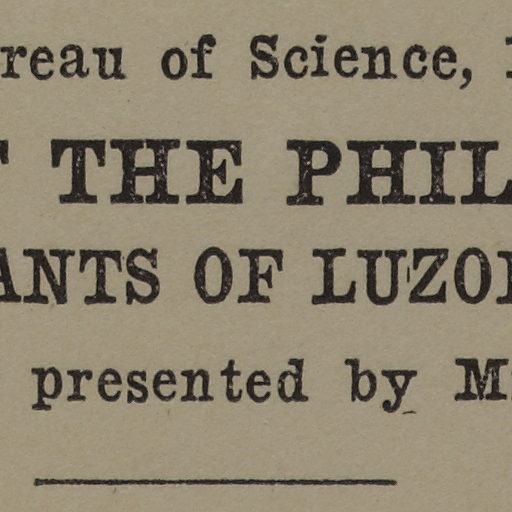 reau of Science,
THE PHIL
ANTS OF LUZO
presented by M